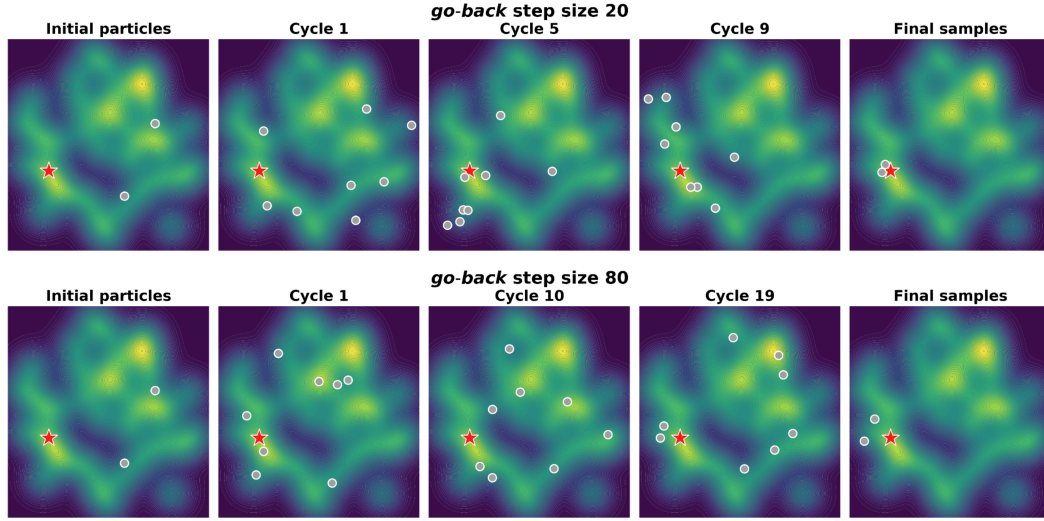 go-back step size 20
Initial particles
Cycle 1
Cycle 5
Cycle 9
Final samples
go-back step size 80
Initial particles
Cycle 1
Cycle 10
Cycle 19
Final samples